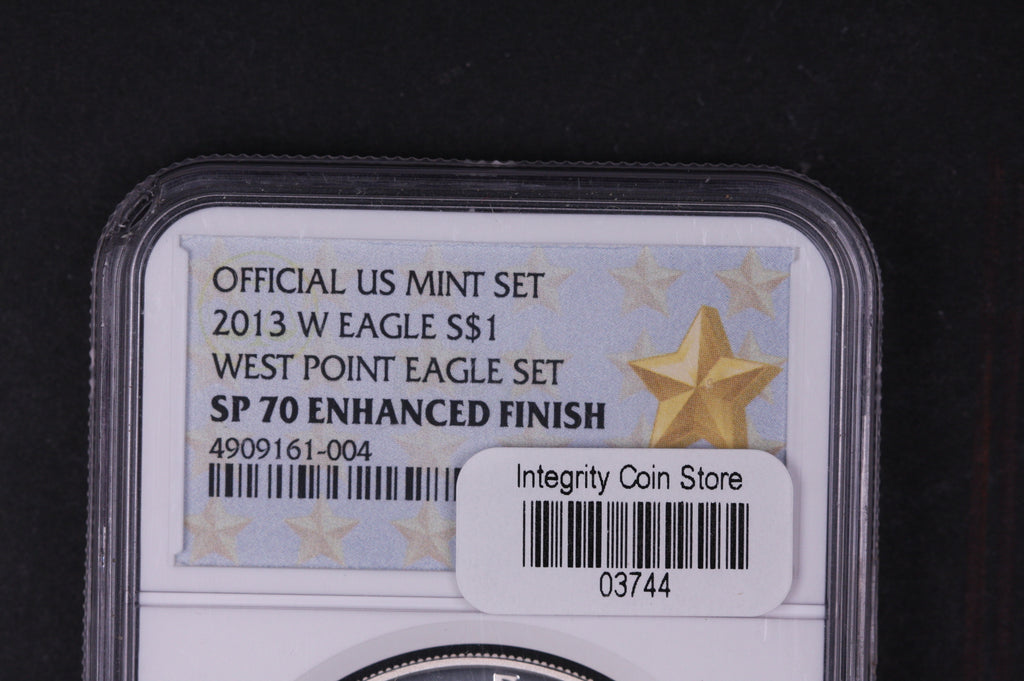 OFFICIAL US MINT SET
2013 W EAGLE S$1
WEST POINT EAGLE SET
SP 70 ENHANCED FINISH
4909161-004
Integrity Coin Store
03744